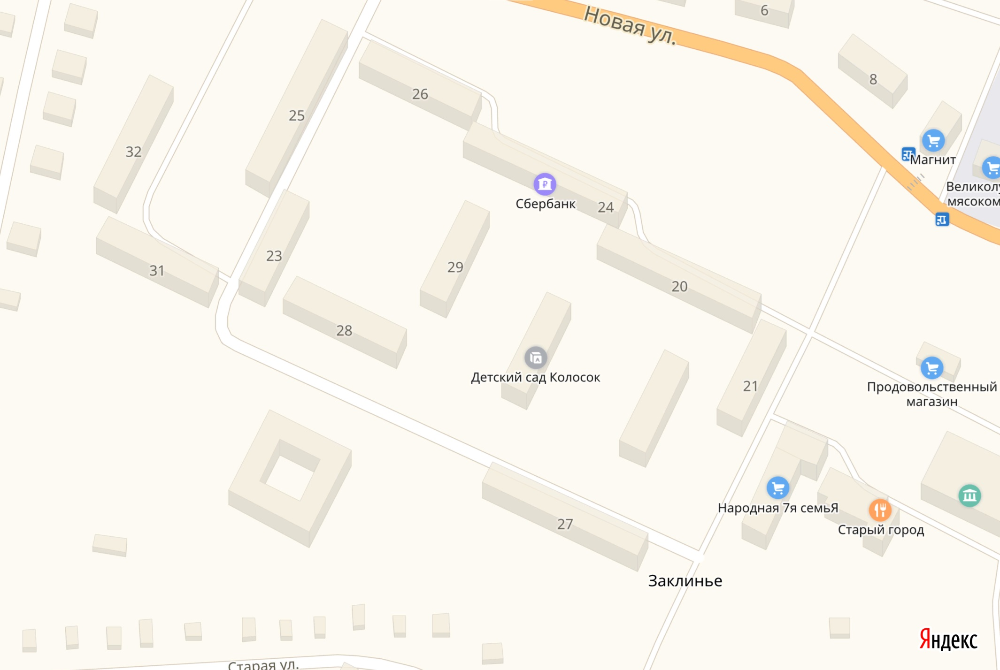 6
Новая ул.
8
26
25
32
Магнит
Сбербанк
24
мясоком
23
31
29
20
28
21
Детский сад Колосок
Продовольственный
магазин
Народная 7я семьЯ
27
Старый город
Заклинье
Яндекс
Старая ул.